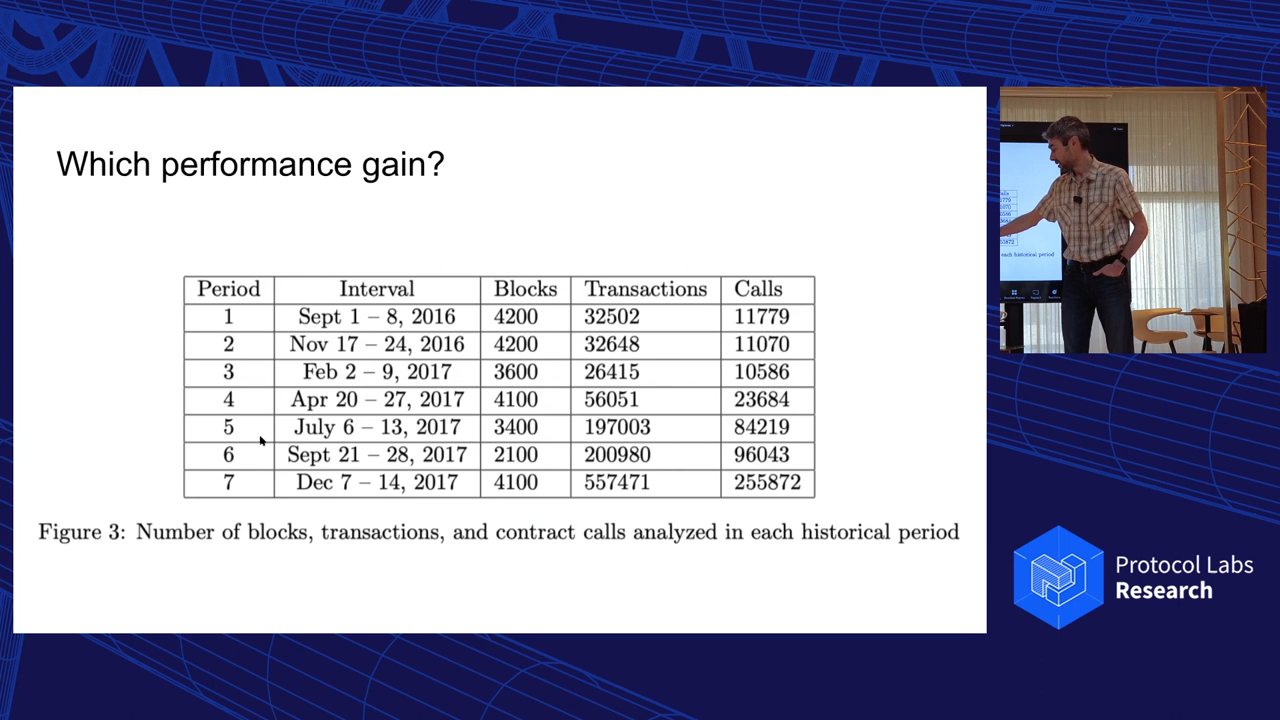 Which performance gain?
Period Interval Blocks Transactions Calls
1 Sept 1 – 8, 2016 4200 32502 11779
2 Nov 17 – 24, 2016 4200 32648 11070
3 Feb 2 – 9, 2017 3600 26415 10586
4 Apr 20 – 27, 2017 4100 56051 23684
5 July 6 – 13, 2017 3400 197003 84219
6 Sept 21 – 28, 2017 2100 200980 96043
7 Dec 7 – 14, 2017 4100 557471 255872
Figure 3: Number of blocks, transactions, and contract calls analyzed in each historical period
each historical period
Protocol Labs
Research